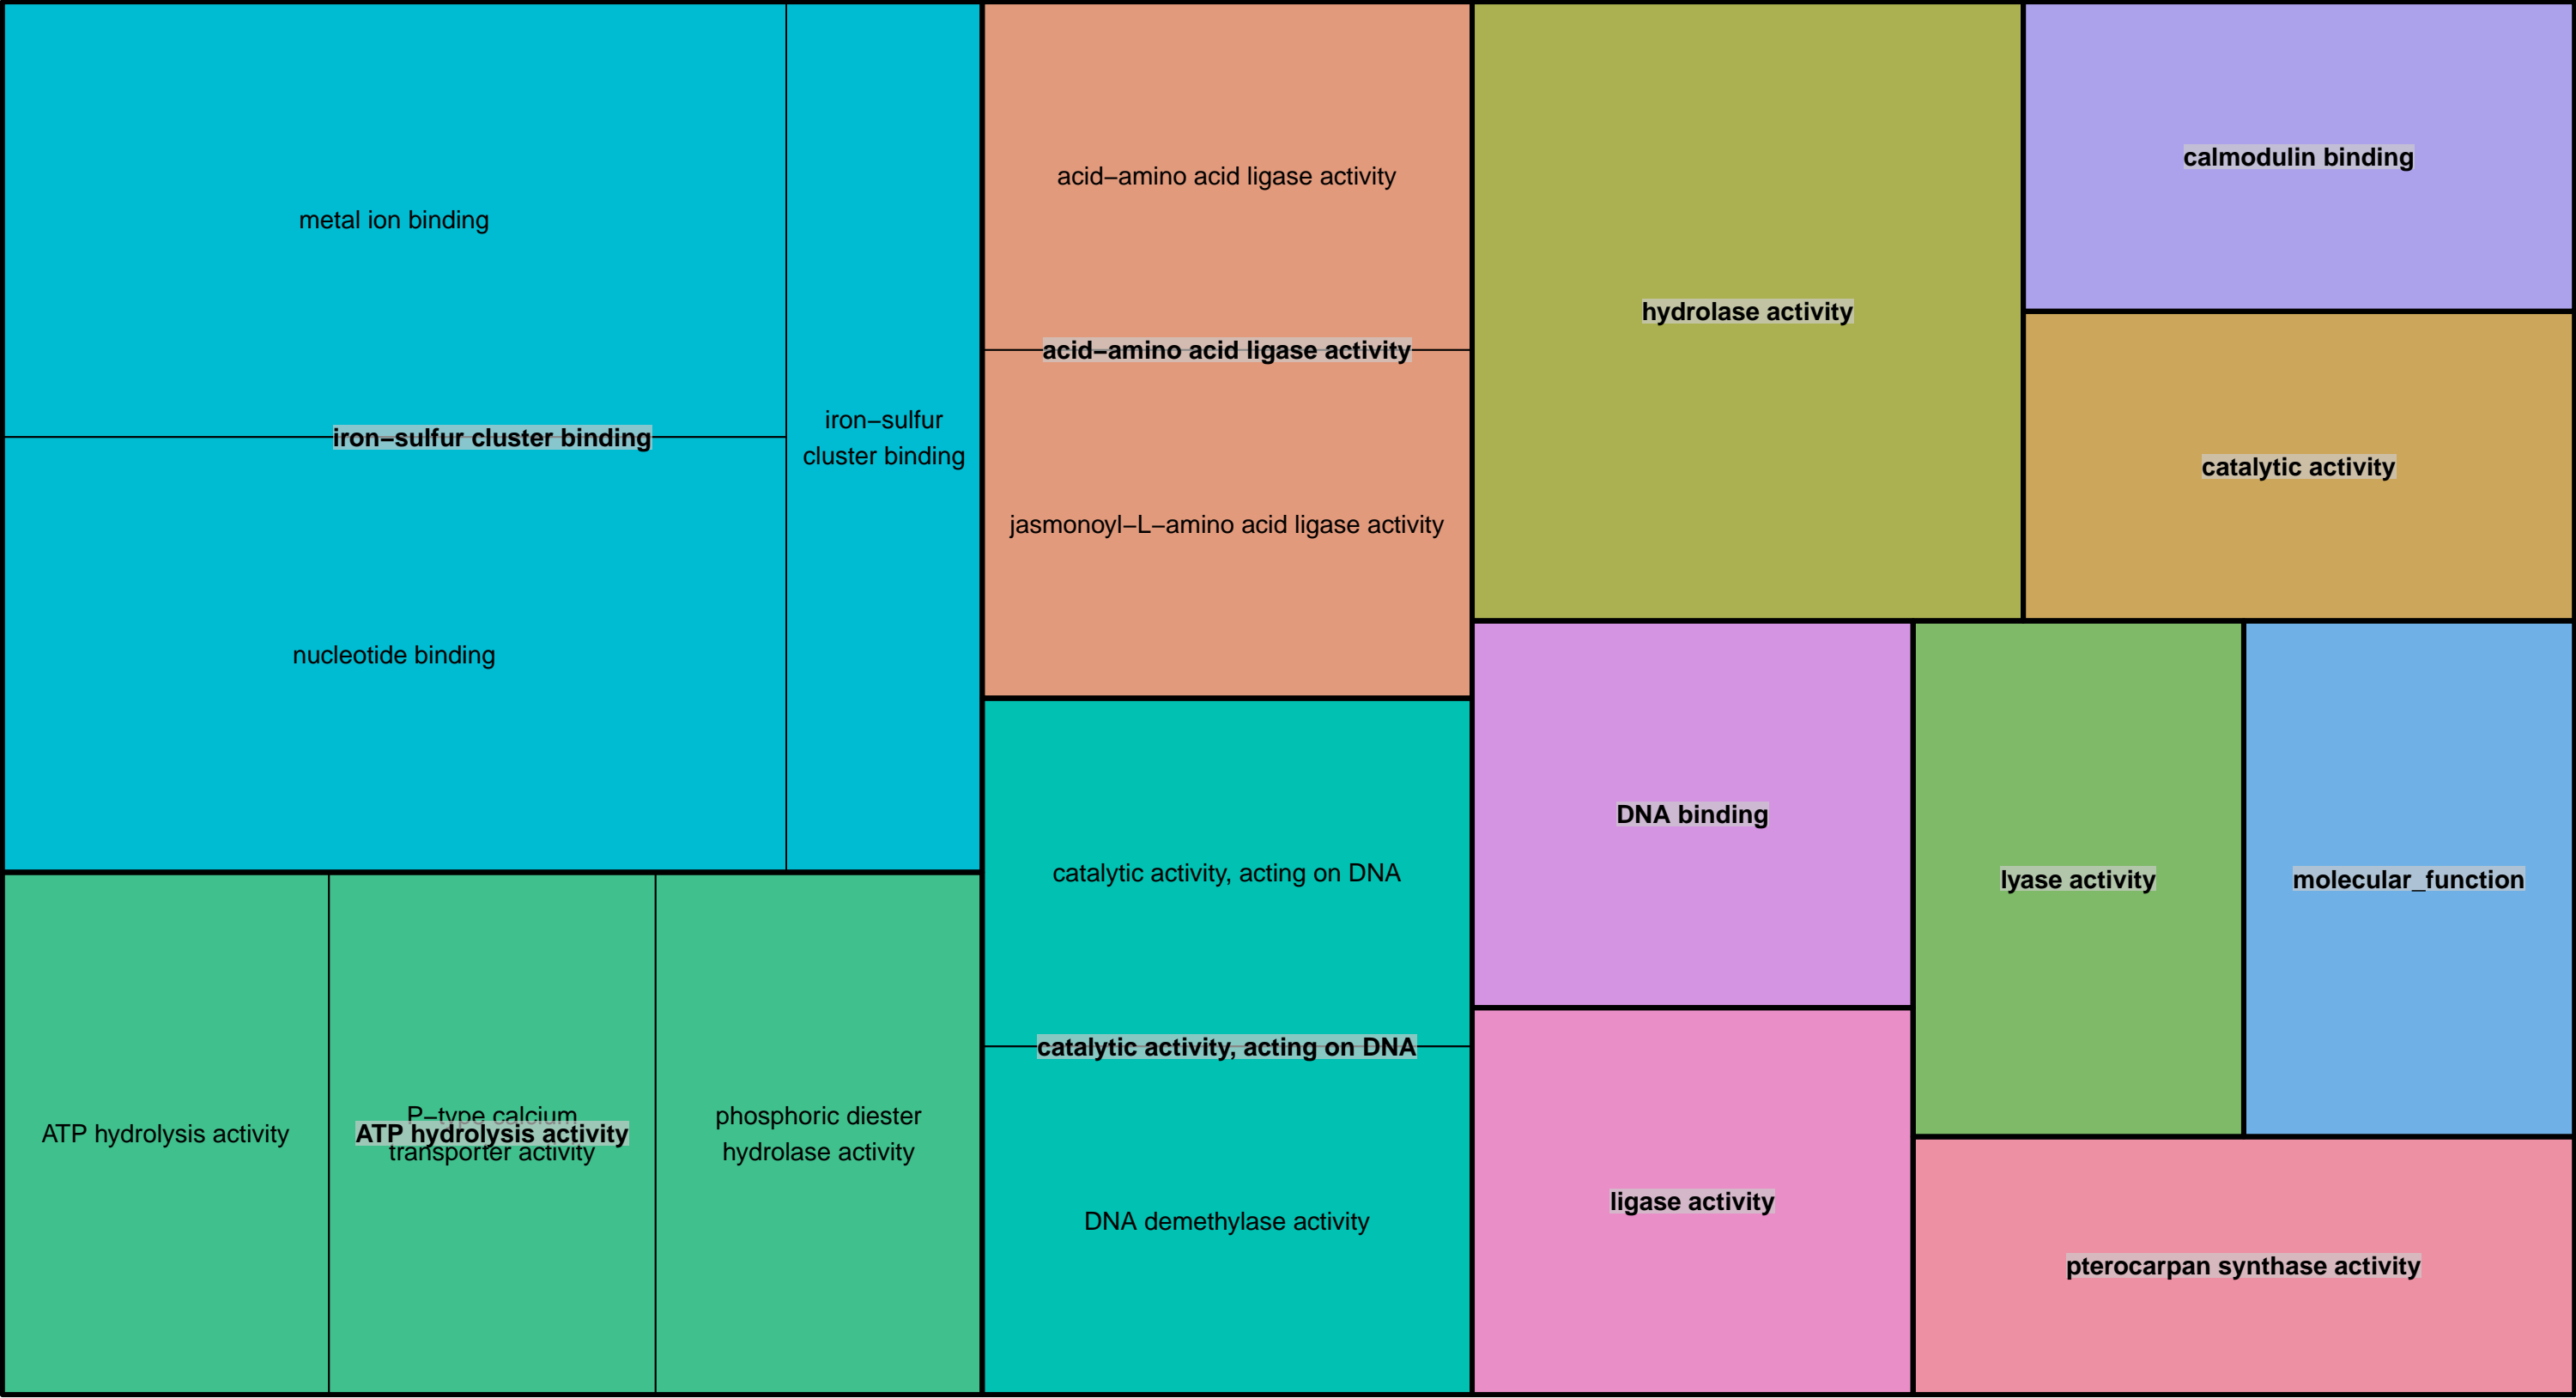 metal ion binding
iron−sulfur cluster binding
iron−sulfur
cluster binding
nucleotide binding
ATP hydrolysis activity
P−type calcium
ATP hydrolysis activity
transporter activity
phosphoric diester
hydrolase activity
acid−amino acid ligase activity
acid−amino acid ligase activity
jasmonoyl−L−amino acid ligase activity
catalytic activity, acting on DNA
catalytic activity, acting on DNA
DNA demethylase activity
hydrolase activity
calmodulin binding
catalytic activity
DNA binding
lyase activity
molecular_function
ligase activity
pterocarpan synthase activity